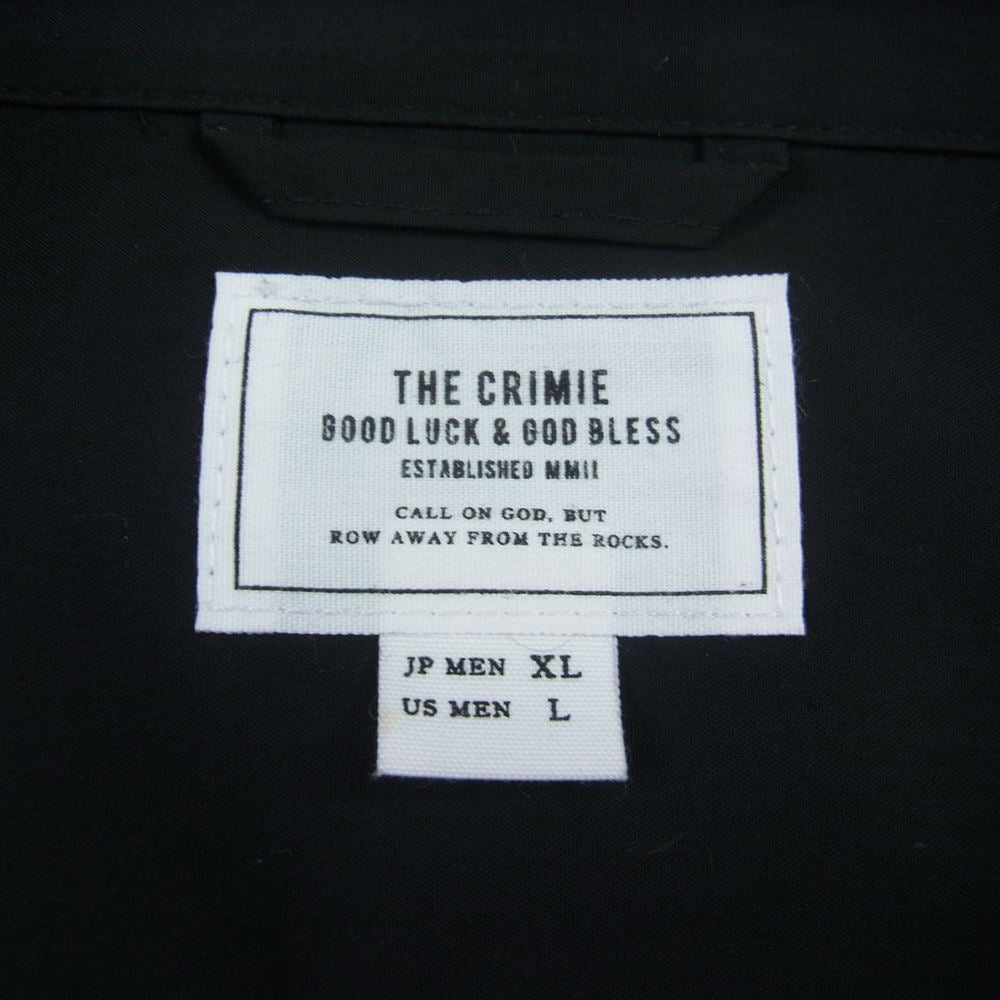 THE CRIMIE
GOOD LUCK & GOD BLESS
ESTABLISHED MMII
CALL ON GOD, BUT
ROW AWAY FROM THE ROCKS.
JP MEN XL
US MEN L